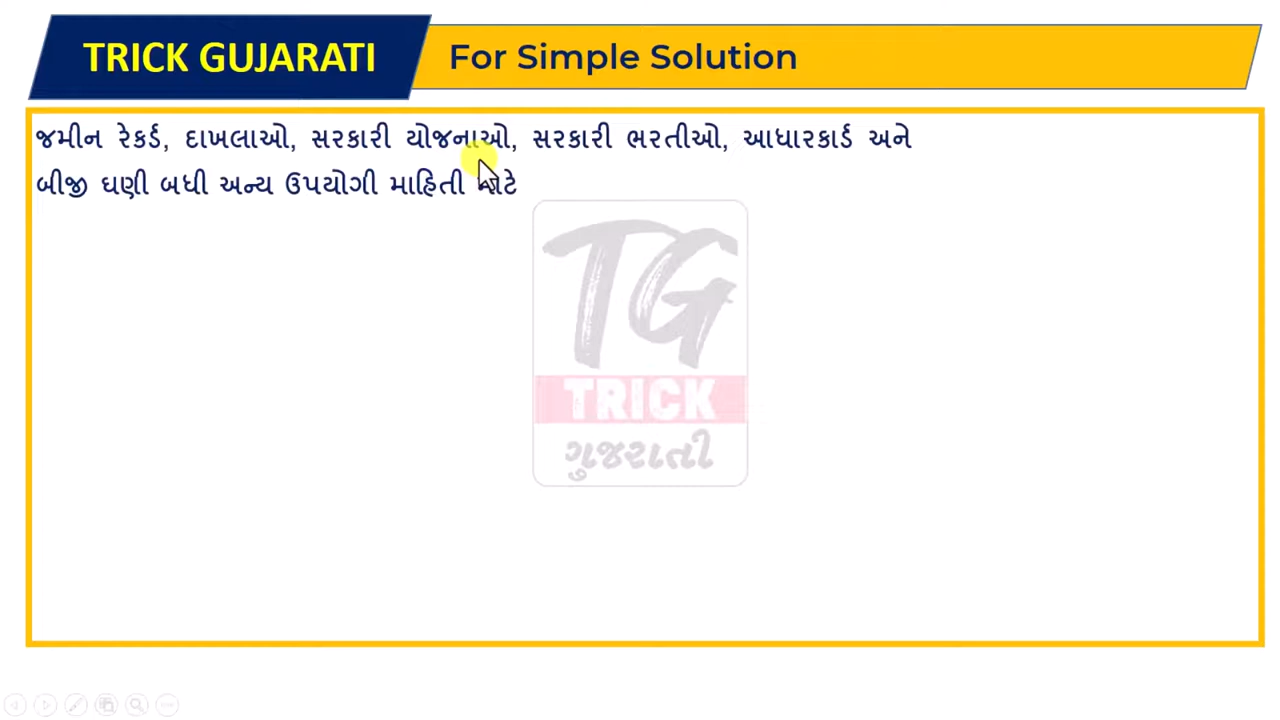 TRICK GUJARATI
For Simple Solution
જમીન રેકર્ડ, દાખલાઓ, સરકારી યોજનાઓ, સરકારી ભરતીઓ, આધારકાર્ડ અને
બીજી ઘણી બધી અન્ય ઉપયોગી માહિતી માટે
TG
TRICK
ગુજરાતી